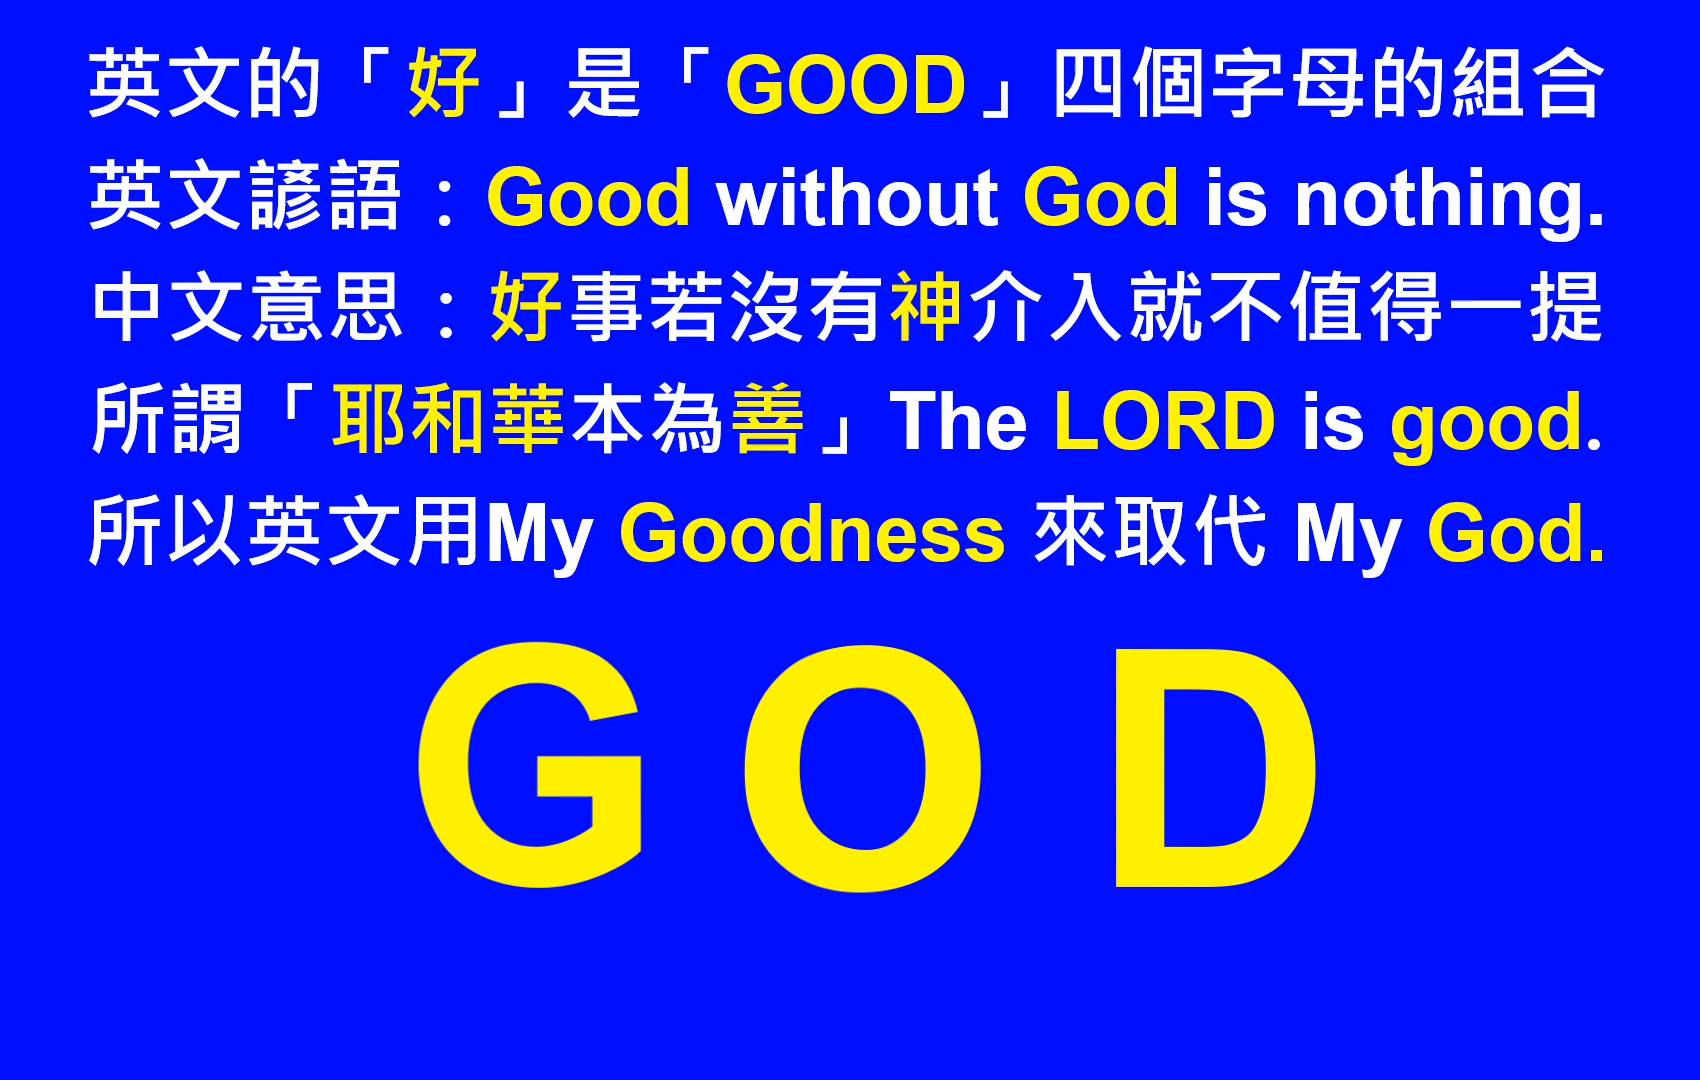 英文的「好」是「GOOD」四個字母的組合
英文諺語：Good without God is nothing.
中文意思：好事若沒有神介入就不值得一提
所謂「耶和華本為善」The LORD is good.
所以英文用My Goodness 來取代 My God.
G O D